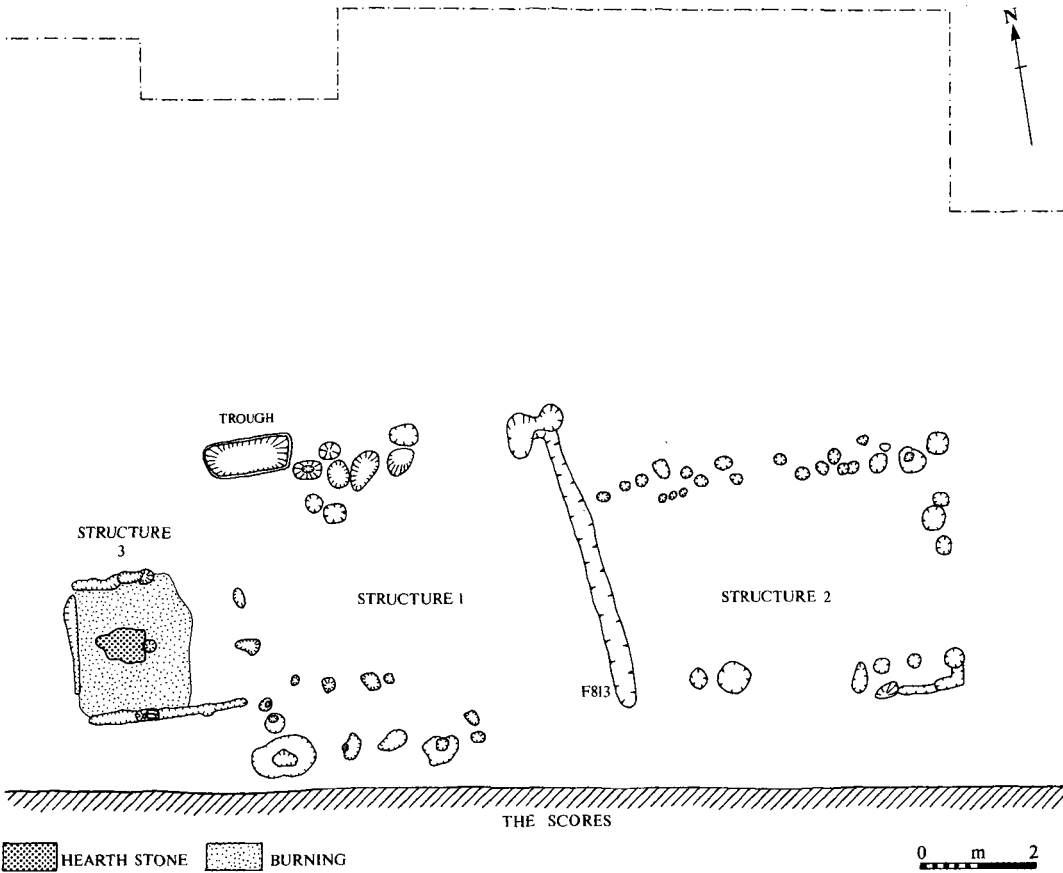 N
TROUGH
STRUCTURE
3
STRUCTURE 1
STRUCTURE 2
F813
THE SCORES
HEARTH STONE
BURNING
0 m 2